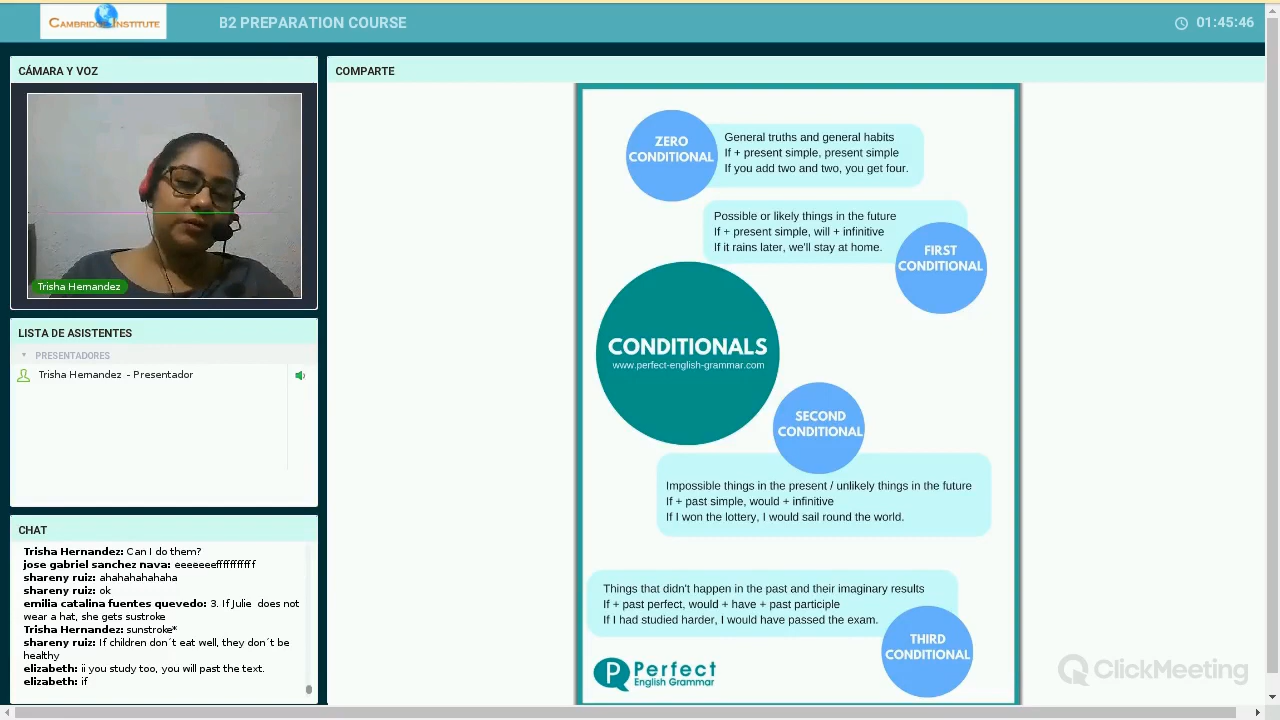 CAMBRIDGE INSTITUTE
B2 PREPARATION COURSE
01:45:46
CÁMARA Y VOZ
Trisha Hernandez
LISTA DE ASISTENTES
PRESENTADORES
Trisha Hernandez - Presentador
CHAT
Trisha Hernandez: Can I do them?
jose gabriel sanchez nava: eeeeeeefffffffffff
shareny ruiz: ahahahahahaha
shareny ruiz: ok
emilia catalina fuentes quevedo: 3. If Julie does not
wear a hat, she gets sustroke
Trisha Hernandez: sunstroke*
shareny ruiz: If children don´t eat well, they don´t be
healthy
elizabeth: ii you study too, you will past the text.
elizabeth: if
COMPARTE
ZERO
CONDITIONAL
General truths and general habits
If + present simple, present simple
If you add two and two, you get four.
Possible or likely things in the future
If + present simple, will + infinitive
If it rains later, we'll stay at home.
FIRST
CONDITIONAL
CONDITIONALS
www.perfect-english-grammar.com
SECOND
CONDITIONAL
Impossible things in the present / unlikely things in the future
If + past simple, would + infinitive
If I won the lottery, I would sail round the world.
Things that didn't happen in the past and their imaginary results
If + past perfect, would + have + past participle
If I had studied harder, I would have passed the exam.
THIRD
CONDITIONAL
Perfect
English Grammar
ClickMeeting